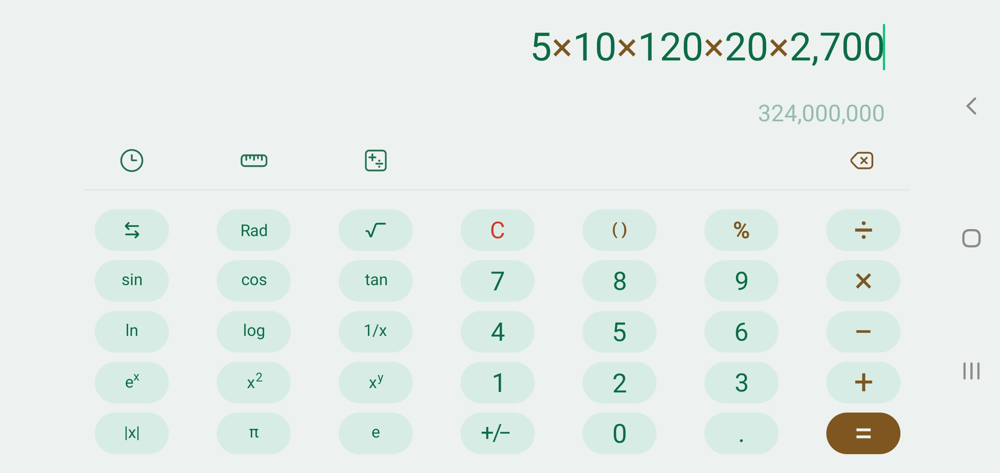 5×10×120×20×2,700
324,000,000
Rad √ C ( ) % ÷
sin cos tan 7 8 9 ×
ln log 1/x 4 5 6 −
eˣ x² xʸ 1 2 3 +
|x| π e +/− 0 . =